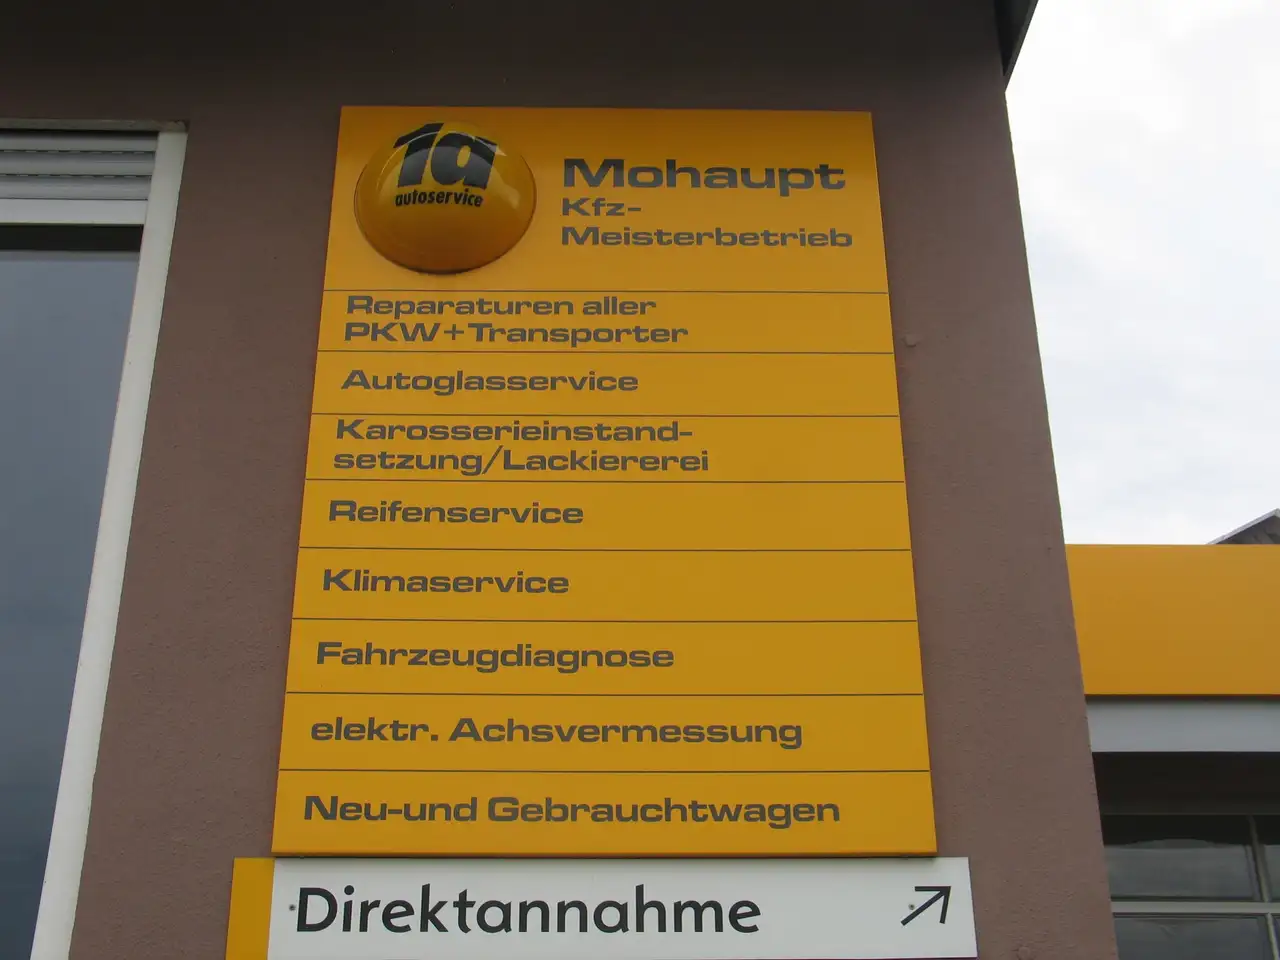 1a
autoservice
Mohaupt
Kfz-
Meisterbetrieb
Reparaturen aller
PKW+Transporter
Autoglasservice
Karosserieinstand-
setzung/Lackiererei
Reifenservice
Klimaservice
Fahrzeugdiagnose
elektr. Achsvermessung
Neu-und Gebrauchtwagen
Direktannahme